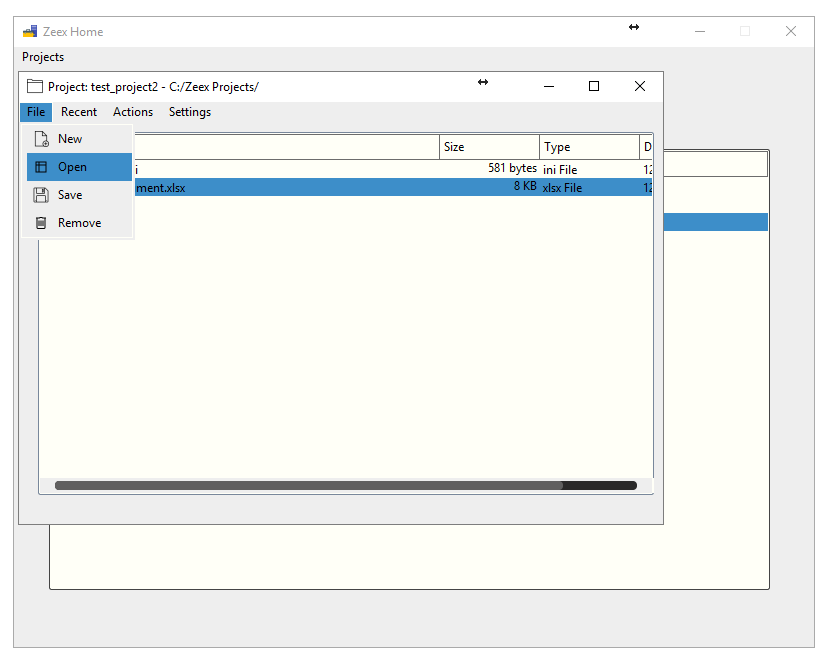 Zeex Home
Projects
Project: test_project2 - C:/Zeex Projects/
File Recent Actions Settings
New
Open
Save
Remove
Size Type D
i 581 bytes ini File 12
ment.xlsx 8 KB xlsx File 12